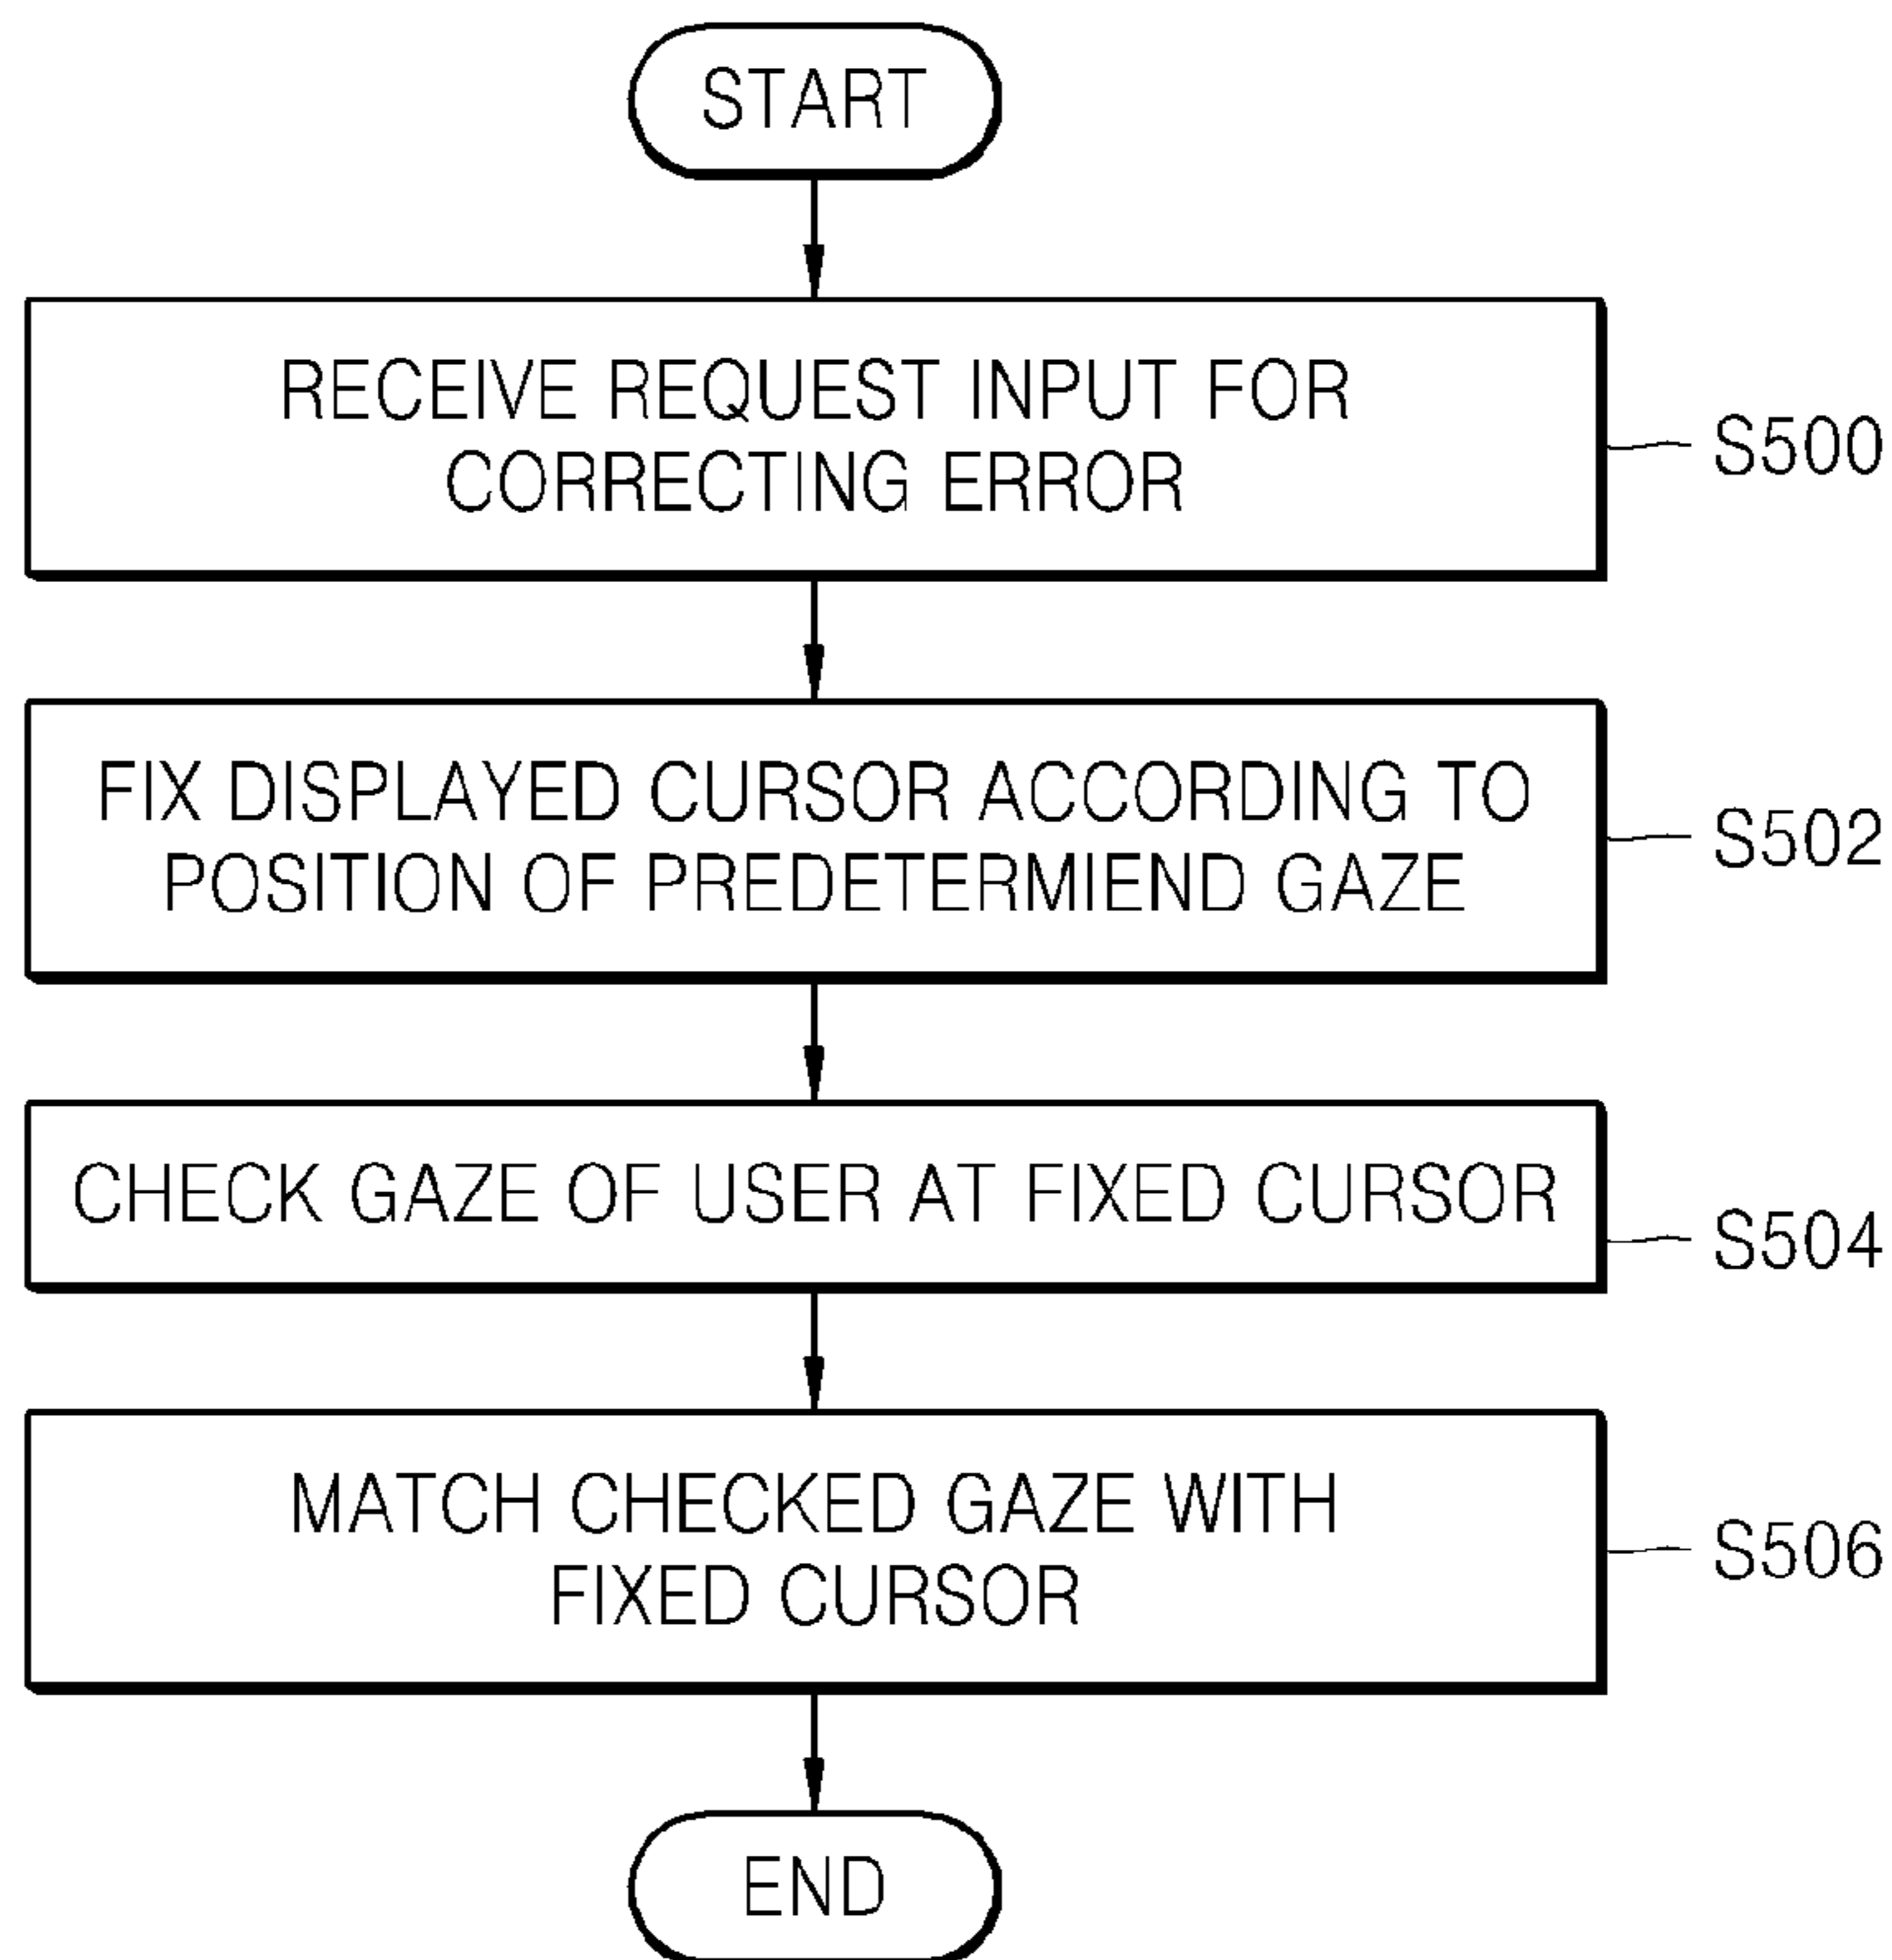 START
RECEIVE REQUEST INPUT FOR
CORRECTING ERROR
S500
FIX DISPLAYED CURSOR ACCORDING TO
POSITION OF PREDETERMIEND GAZE
S502
CHECK GAZE OF USER AT FIXED CURSOR
S504
MATCH CHECKED GAZE WITH
FIXED CURSOR
S506
END